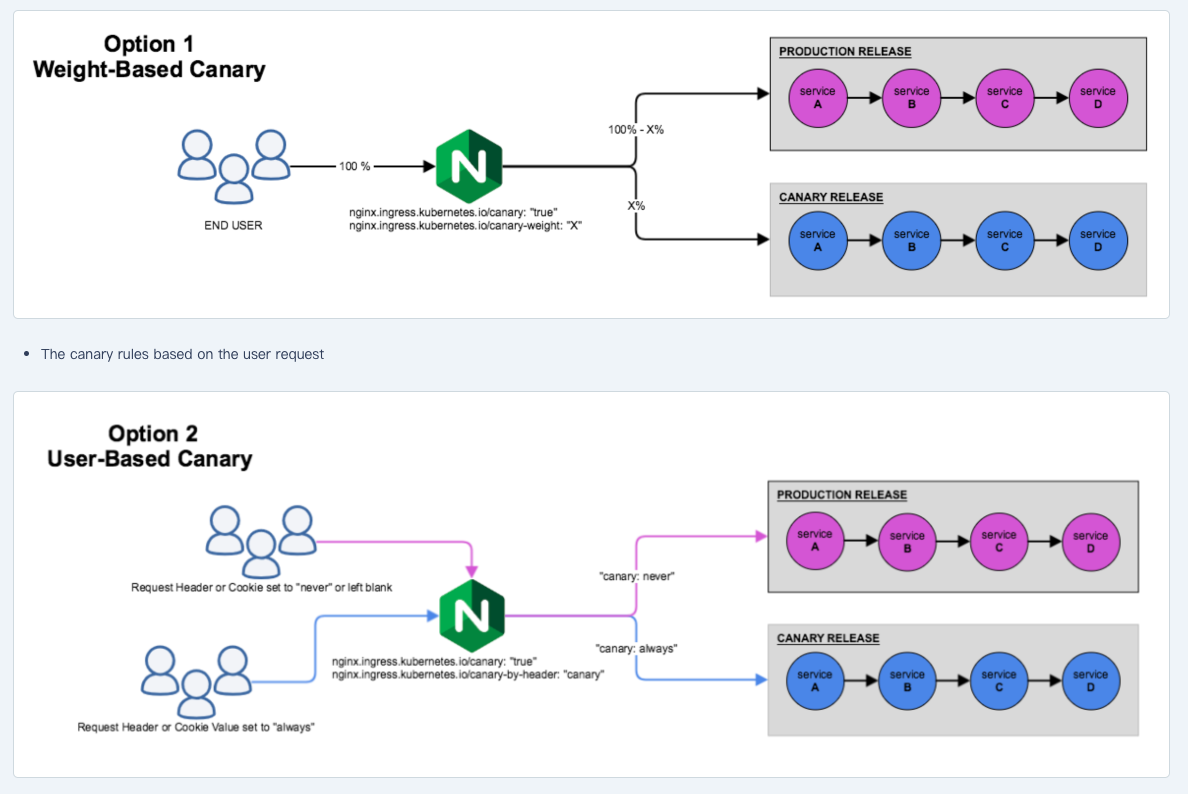 Option 1
Weight-Based Canary
END USER
100 %
N
nginx.ingress.kubernetes.io/canary: "true"
nginx.ingress.kubernetes.io/canary-weight: "X"
100% - X%
X%
PRODUCTION RELEASE
service
A
service
B
service
C
service
D
CANARY RELEASE
service
A
service
B
service
C
service
D
• The canary rules based on the user request
Option 2
User-Based Canary
Request Header or Cookie set to "never" or left blank
Request Header or Cookie Value set to "always"
N
nginx.ingress.kubernetes.io/canary: "true"
nginx.ingress.kubernetes.io/canary-by-header: "canary"
"canary: never"
"canary: always"
PRODUCTION RELEASE
service
A
service
B
service
C
service
D
CANARY RELEASE
service
A
service
B
service
C
service
D